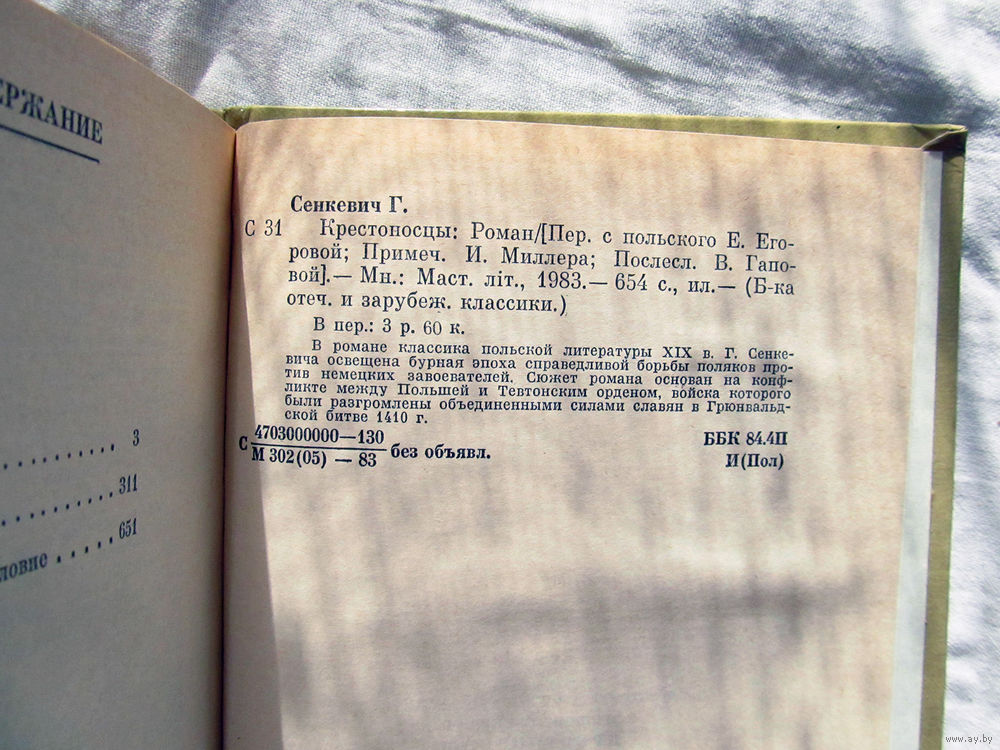 ЕРЖАНИЕ
3
311
ловие 651
Сенкевич Г.
С 31 Крестоносцы: Роман/[Пер. с польского Е. Его-
ровой; Примеч. И. Миллера; Послесл. В. Гапо-
вой].— Мн.: Маст. літ., 1983.— 654 с., ил.— (Б-ка
отеч. и зарубеж. классики.)
В пер.: 3 р. 60 к.
В романе классика польской литературы XIX в. Г. Сенке-
вича освещена бурная эпоха справедливой борьбы поляков про-
тив немецких завоевателей. Сюжет романа основан на конф-
ликте между Польшей и Тевтонским орденом, войска которого
были разгромлены объединенными силами славян в Грюнвальд-
ской битве 1410 г.
4703000000—130
С без объявл.
М 302(05) — 83
ББК 84.4П
И(Пол)
www.ay.by